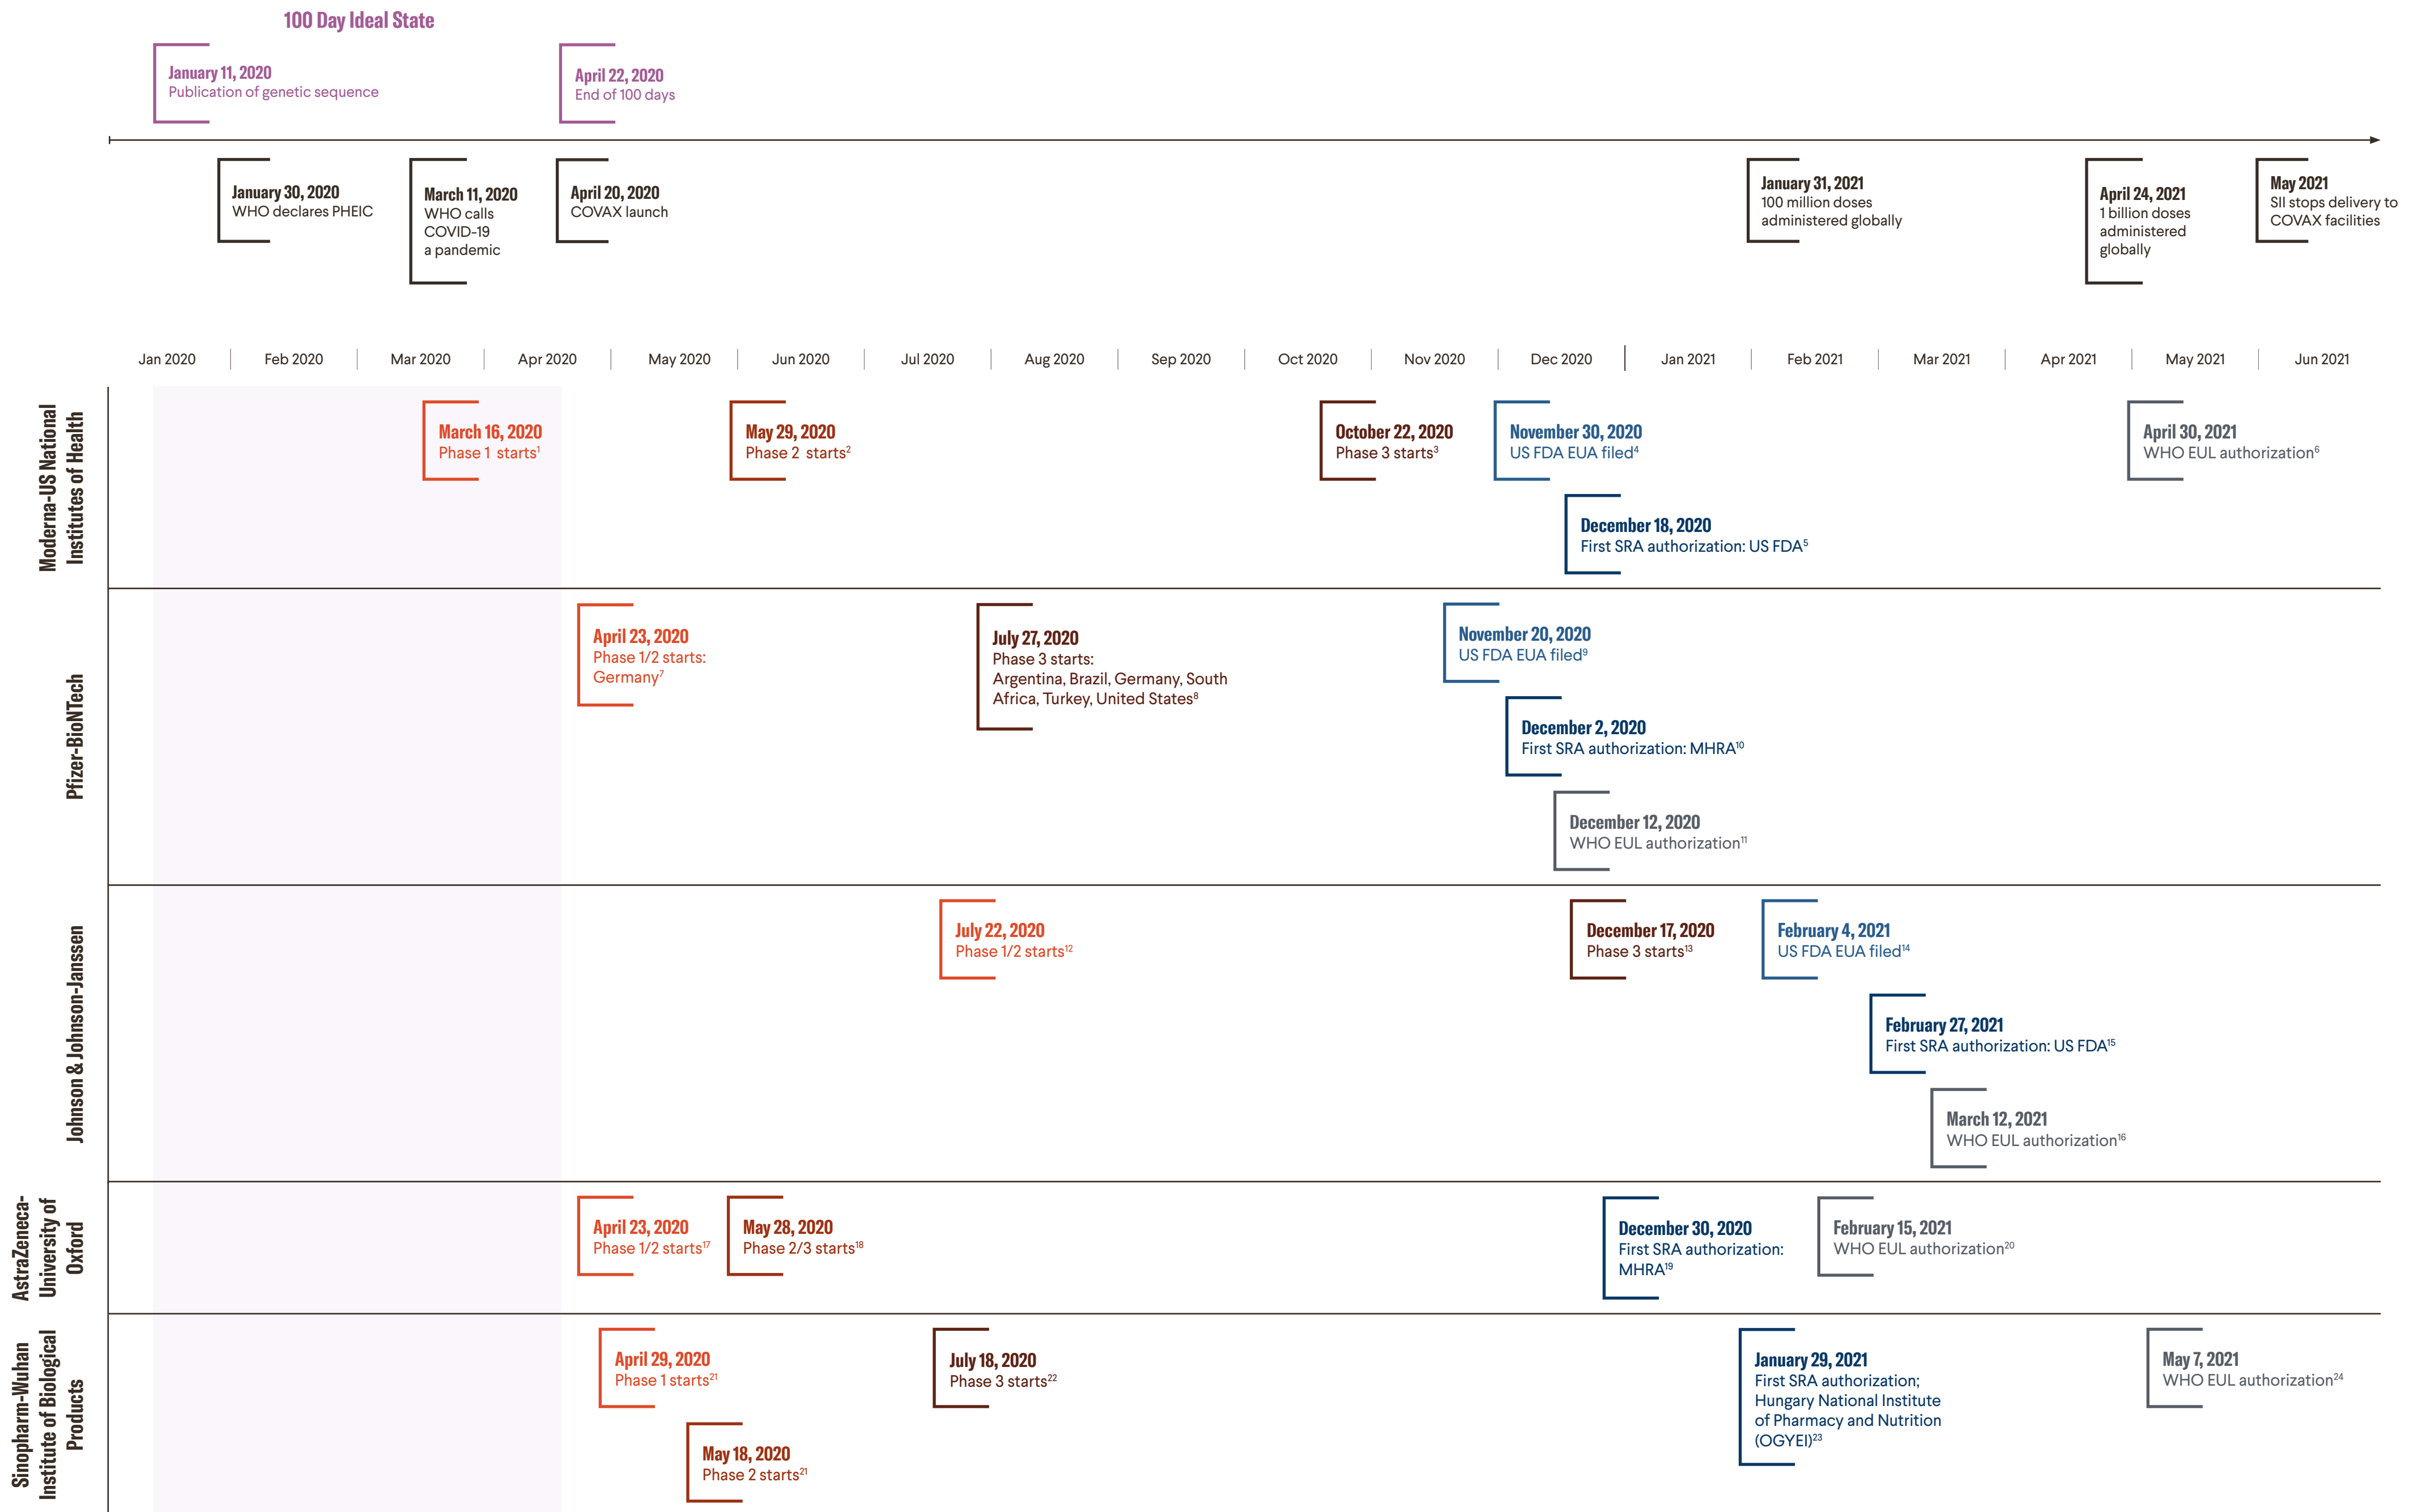 100 Day Ideal State
January 11, 2020
Publication of genetic sequence
April 22, 2020
End of 100 days
January 30, 2020
WHO declares PHEIC
March 11, 2020
WHO calls
COVID-19
a pandemic
April 20, 2020
COVAX launch
January 31, 2021
100 million doses
administered globally
April 24, 2021
1 billion doses
administered
globally
May 2021
SII stops delivery to
COVAX facilities
Jan 2020
Feb 2020
Mar 2020
Apr 2020
May 2020
Jun 2020
Jul 2020
Aug 2020
Sep 2020
Oct 2020
Nov 2020
Dec 2020
Jan 2021
Feb 2021
Mar 2021
Apr 2021
May 2021
Jun 2021
Moderna-US National
Institutes of Health
March 16, 2020
Phase 1 starts¹
May 29, 2020
Phase 2 starts²
October 22, 2020
Phase 3 starts³
November 30, 2020
US FDA EUA filed⁴
December 18, 2020
First SRA authorization: US FDA⁵
April 30, 2021
WHO EUL authorization⁶
Pfizer-BioNTech
April 23, 2020
Phase 1/2 starts:
Germany⁷
July 27, 2020
Phase 3 starts:
Argentina, Brazil, Germany, South
Africa, Turkey, United States⁸
November 20, 2020
US FDA EUA filed⁹
December 2, 2020
First SRA authorization: MHRA¹⁰
December 12, 2020
WHO EUL authorization¹¹
Johnson & Johnson-Janssen
July 22, 2020
Phase 1/2 starts¹²
December 17, 2020
Phase 3 starts¹³
February 4, 2021
US FDA EUA filed¹⁴
February 27, 2021
First SRA authorization: US FDA¹⁵
March 12, 2021
WHO EUL authorization¹⁶
AstraZeneca-
University of
Oxford
April 23, 2020
Phase 1/2 starts¹⁷
May 28, 2020
Phase 2/3 starts¹⁸
December 30, 2020
First SRA authorization:
MHRA¹⁹
February 15, 2021
WHO EUL authorization²⁰
Sinopharm-Wuhan
Institute of Biological
Products
April 29, 2020
Phase 1 starts²¹
May 18, 2020
Phase 2 starts²¹
July 18, 2020
Phase 3 starts²²
January 29, 2021
First SRA authorization;
Hungary National Institute
of Pharmacy and Nutrition
(OGYEI)²³
May 7, 2021
WHO EUL authorization²⁴